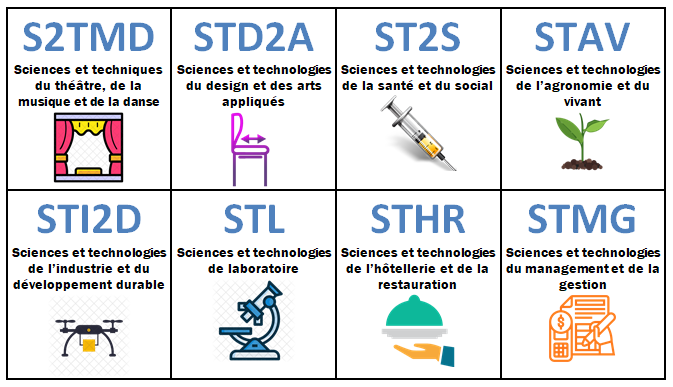 S2TMD
Sciences et techniques
du théâtre, de la
musique et de la danse
STD2A
Sciences et technologies
du design et des arts
appliqués
ST2S
Sciences et technologies
de la santé et du social
STAV
Sciences et technologies
de l'agronomie et du
vivant
STI2D
Sciences et technologies
de l'industrie et du
développement durable
STL
Sciences et technologies
de laboratoire
STHR
Sciences et technologies
de l'hôtellerie et de la
restauration
STMG
Sciences et technologies
du management et de la
gestion